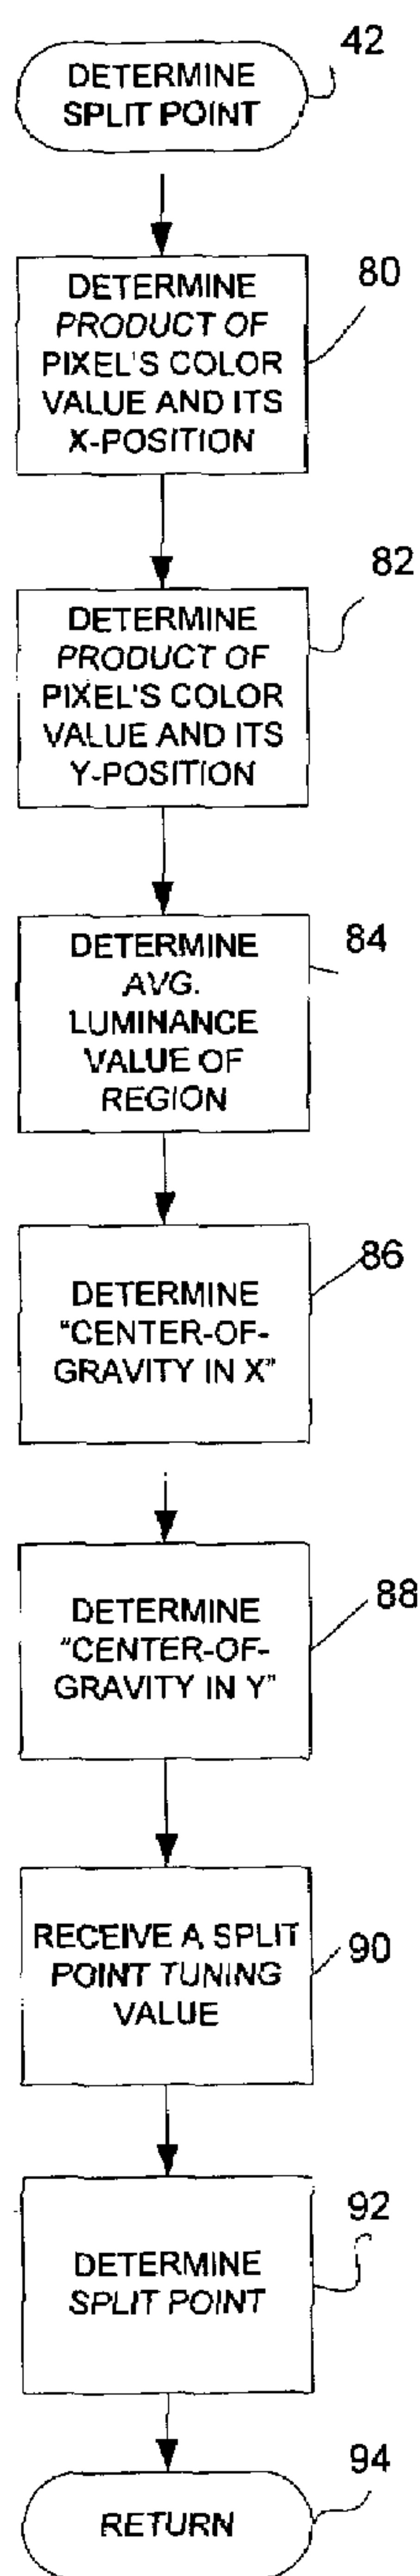 42
DETERMINE
SPLIT POINT
80
DETERMINE
PRODUCT OF
PIXEL'S COLOR
VALUE AND ITS
X-POSITION
82
DETERMINE
PRODUCT OF
PIXEL'S COLOR
VALUE AND ITS
Y-POSITION
84
DETERMINE
AVG.
LUMINANCE
VALUE OF
REGION
86
DETERMINE
"CENTER-OF-
GRAVITY IN X"
88
DETERMINE
"CENTER-OF-
GRAVITY IN Y"
90
RECEIVE A SPLIT
POINT TUNING
VALUE
92
DETERMINE
SPLIT POINT
94
RETURN